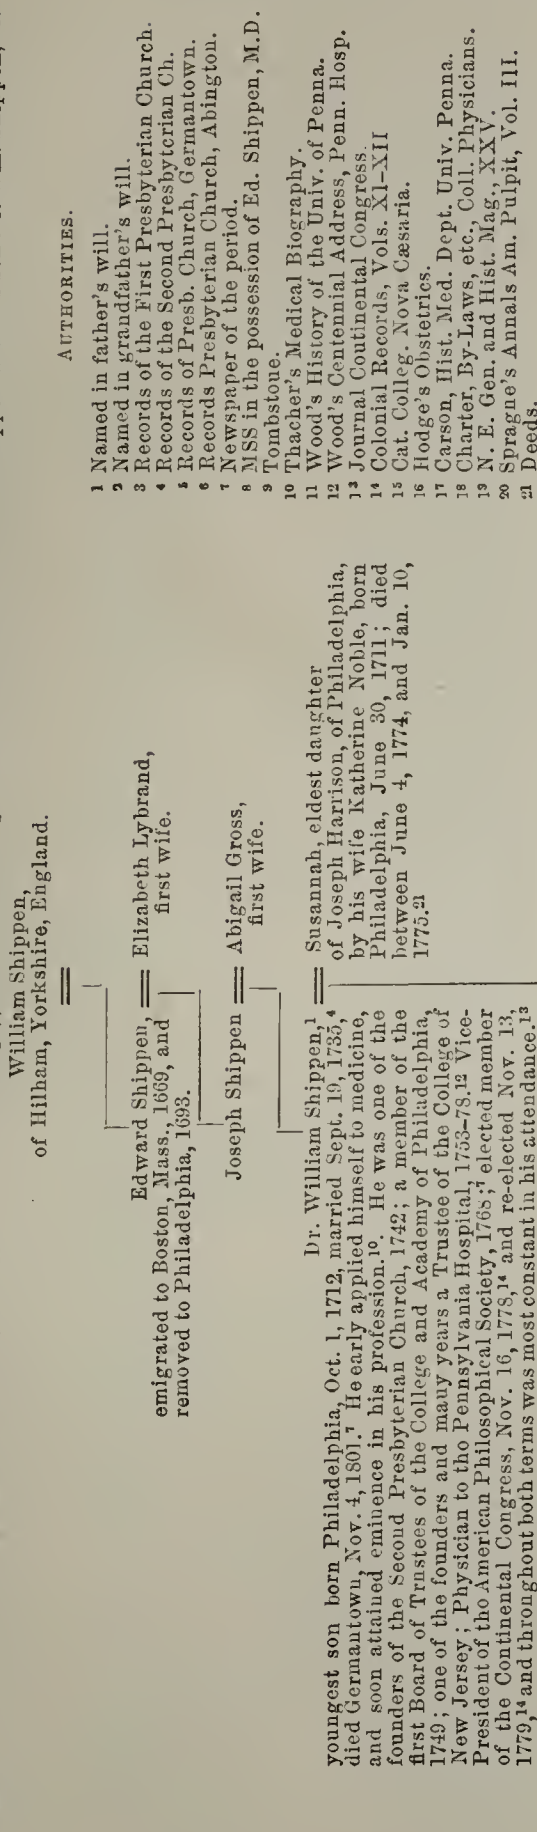 William Shippen,
of Hilham, Yorkshire, England.
Edward Shippen, = Elizabeth Lybrand,
emigrated to Boston, Mass., 1669, and first wife.
removed to Philadelphia, 1693.
Joseph Shippen = Abigail Gross,
first wife.
Dr. William Shippen,¹ = Susannah, eldest daughter
youngest son born Philadelphia, Oct. 1, 1712, married Sept. 19, 1735,⁴
died Germantown, Nov. 4, 1801.⁷ He early applied himself to medicine,
and soon attained eminence in his profession.¹⁰. He was one of the
founders of the Second Presbyterian Church, 1742; a member of the
first Board of Trustees of the College and Academy of Philadelphia,
1749; one of the founders and many years a Trustee of the College of
New Jersey; Physician to the Pennsylvania Hospital, 1753-78.¹² Vice-
President of the American Philosophical Society, 1768;⁷ elected member
of the Continental Congress, Nov. 16, 1778,¹⁴ and re-elected Nov. 13,
1779,¹⁴ and throughout both terms was most constant in his attendance.¹³
of Joseph Harrison, of Philadelphia,
by his wife Katherine Noble, born
Philadelphia, June 30, 1711; died
between June 4, 1774, and Jan. 10,
1775.²¹
AUTHORITIES.
1 Named in father's will.
2 Named in grandfather's will.
3 Records of the First Presbyterian Church.
4 Records of the Second Presbyterian Ch.
5 Records of Presb. Church, Germantown.
6 Records Presbyterian Church, Abington.
7 Newspaper of the period.
8 MSS in the possession of Ed. Shippen, M.D.
9 Tombstone.
10 Thacher's Medical Biography.
11 Wood's History of the Univ. of Penna.
12 Wood's Centennial Address, Penn. Hosp.
13 Journal Continental Congress.
14 Colonial Records, Vols. XI-XII
15 Cat. Colleg. Nova Cæsaria.
16 Hodge's Obstetrics.
17 Carson, Hist. Med. Dept. Univ. Penna.
18 Charter, By-Laws, etc., Coll. Physicians.
19 N. E. Gen. and Hist. Mag., XXV.
20 Sprague's Annals Am. Pulpit, Vol. III.
21 Deeds.